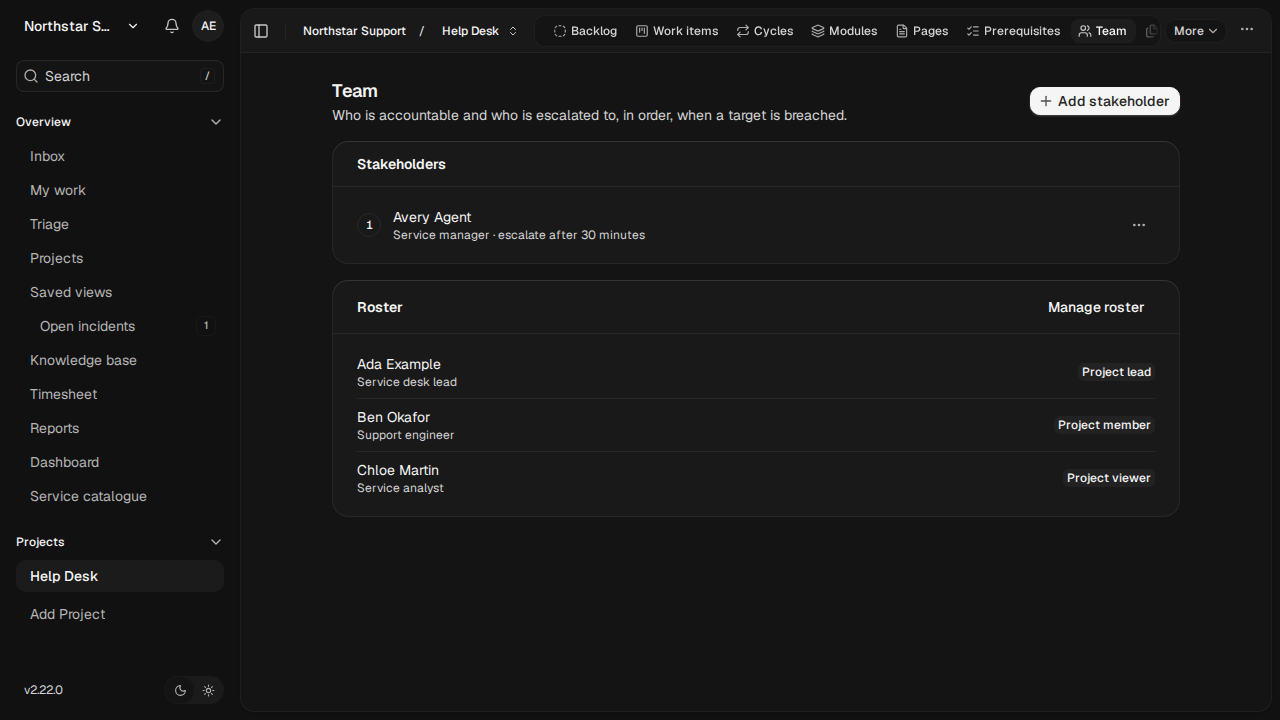 Northstar S...
AE
Search
/
Overview
Inbox
My work
Triage
Projects
Saved views
Open incidents
1
Knowledge base
Timesheet
Reports
Dashboard
Service catalogue
Projects
Help Desk
Add Project
v2.22.0
Northstar Support / Help Desk
Backlog
Work items
Cycles
Modules
Pages
Prerequisites
Team
More
Team
Who is accountable and who is escalated to, in order, when a target is breached.
Add stakeholder
Stakeholders
1
Avery Agent
Service manager · escalate after 30 minutes
Roster
Manage roster
Ada Example
Service desk lead
Project lead
Ben Okafor
Support engineer
Project member
Chloe Martin
Service analyst
Project viewer